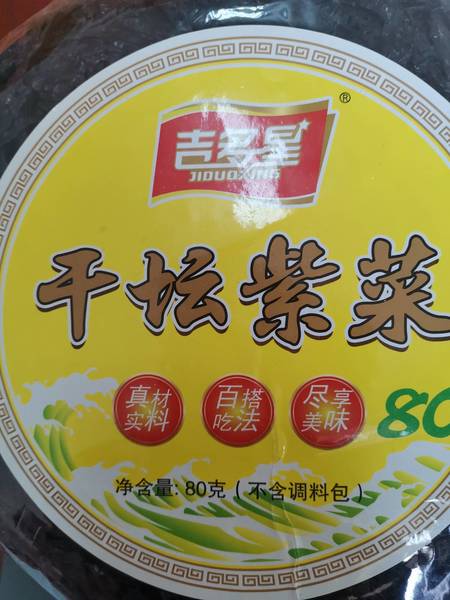 吉多星
JIDUOXING
®
干坛紫菜
真材
实料
百搭
吃法
尽享
美味
80
净含量: 80克（不含调料包）